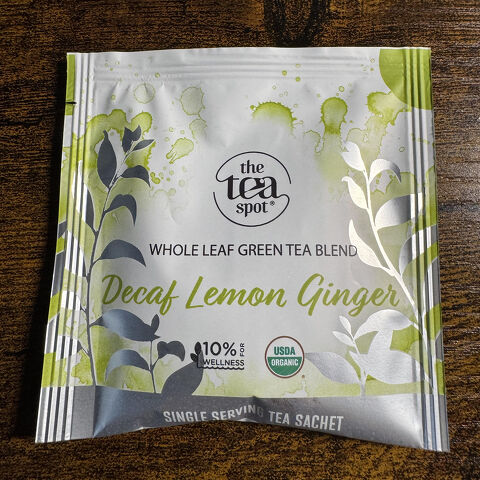 the
tea
spot®
WHOLE LEAF GREEN TEA BLEND
Decaf Lemon Ginger
10% FOR
WELLNESS
USDA
ORGANIC
SINGLE SERVING TEA SACHET